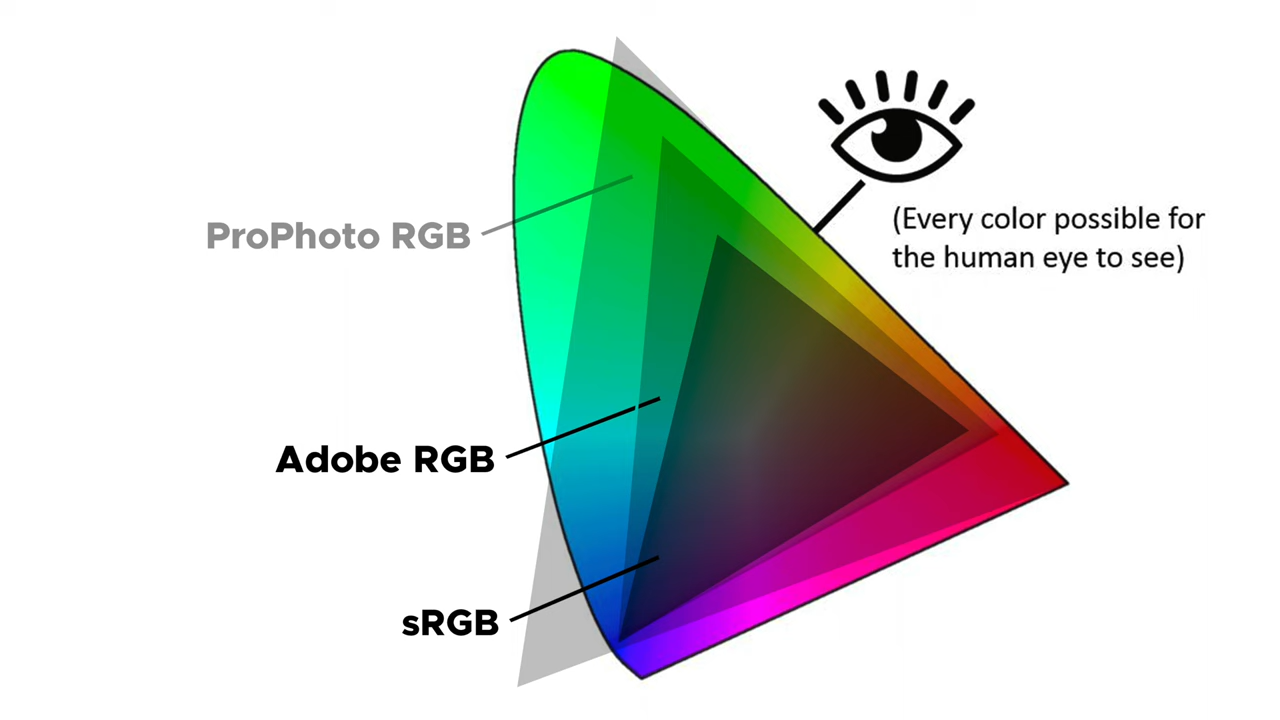 ProPhoto RGB
(Every color possible for
the human eye to see)
Adobe RGB
sRGB